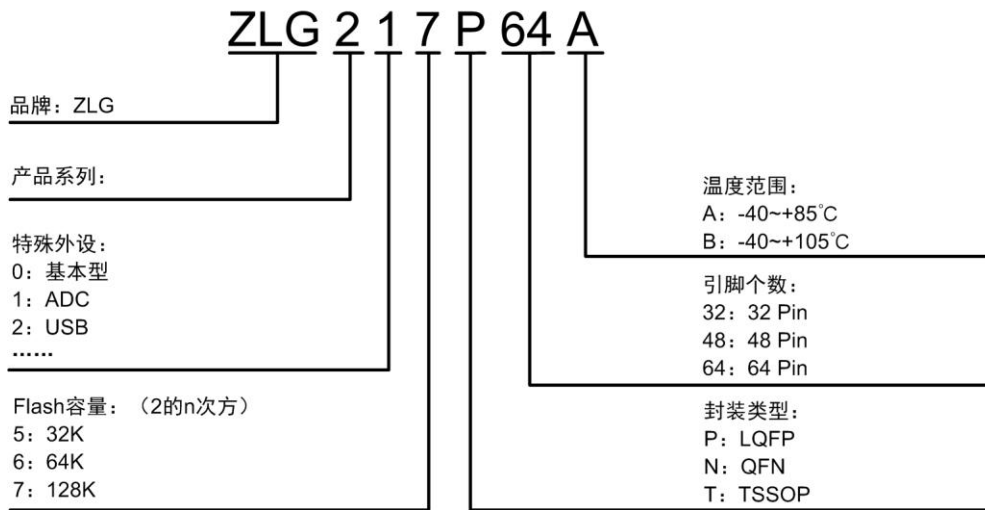 ZLG 2 1 7 P 64 A
品牌：ZLG
产品系列：
特殊外设：
0：基本型
1：ADC
2：USB
……
Flash容量：（2的n次方）
5：32K
6：64K
7：128K
温度范围：
A：-40~+85℃
B：-40~+105℃
引脚个数：
32：32 Pin
48：48 Pin
64：64 Pin
封装类型：
P：LQFP
N：QFN
T：TSSOP